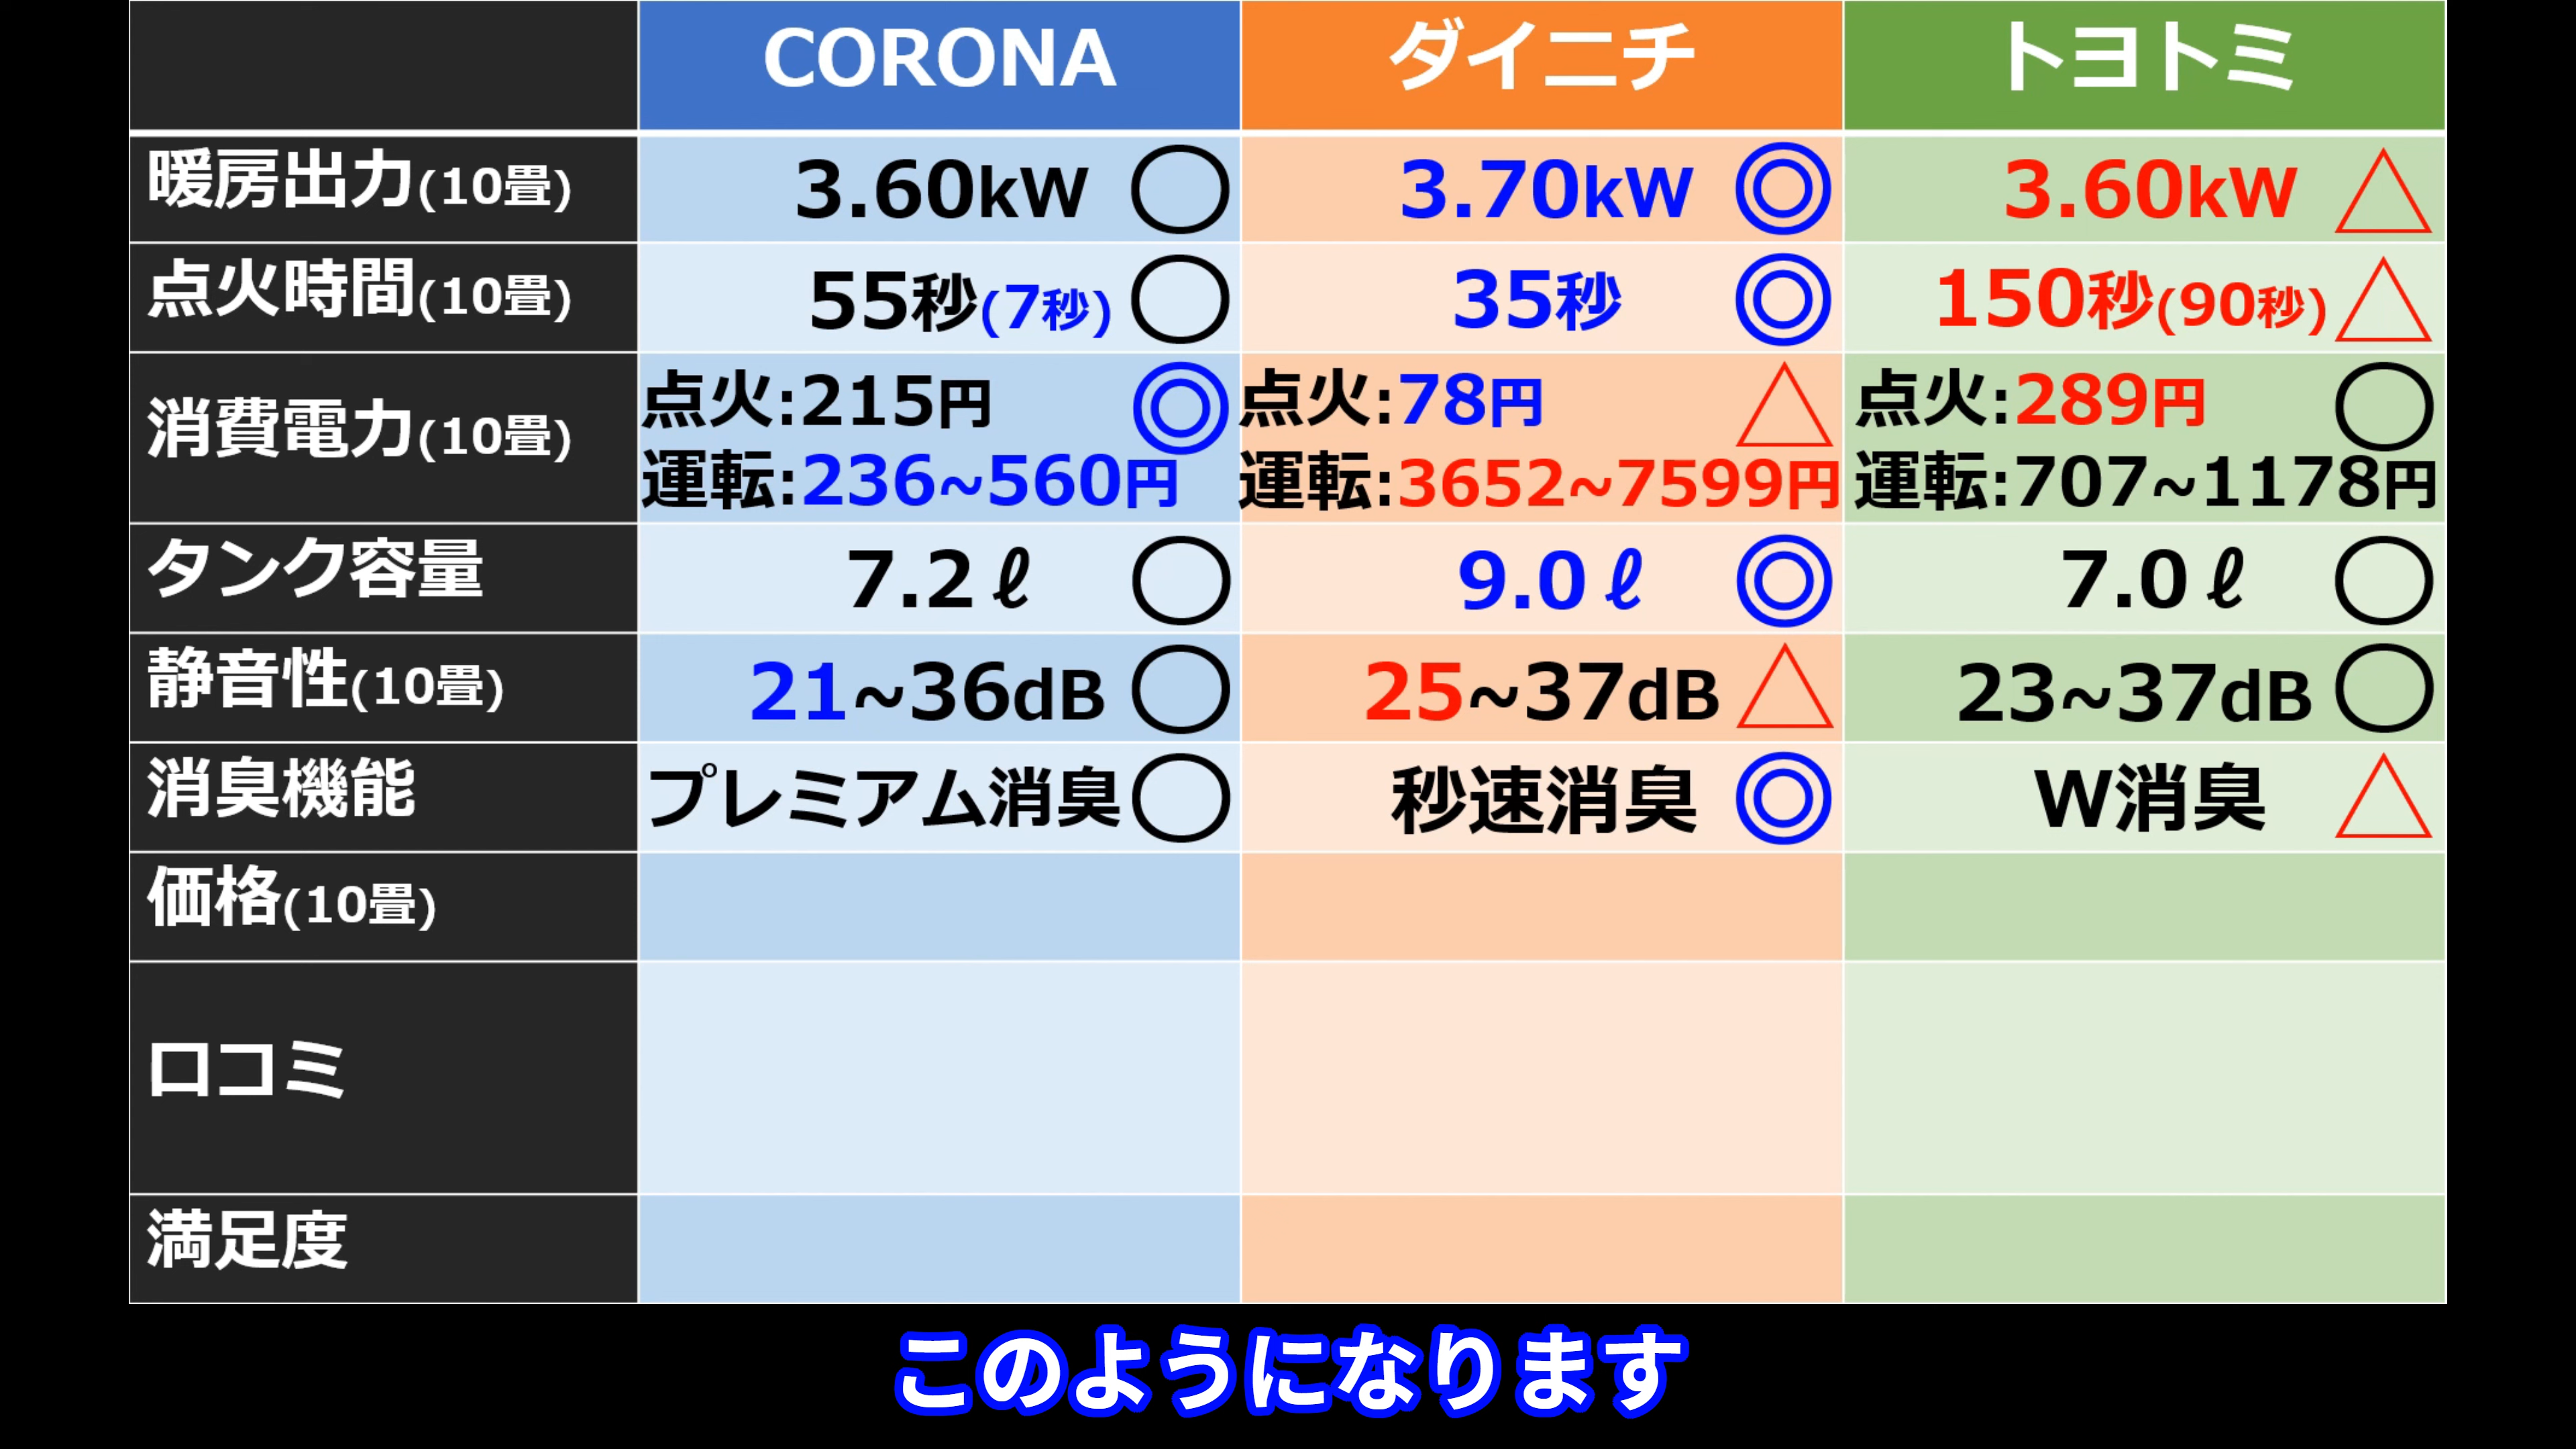 CORONA ダイニチ トヨトミ
暖房出力(10畳) 3.60kW ○ 3.70kW ◎ 3.60kW △
点火時間(10畳) 55秒(7秒) ○ 35秒 ◎ 150秒(90秒) △
消費電力(10畳) 点火:215円 ◎ 点火:78円 △ 点火:289円 ○
運転:236~560円 運転:3652~7599円 運転:707~1178円
タンク容量 7.2ℓ ○ 9.0ℓ ◎ 7.0ℓ ○
静音性(10畳) 21~36dB ○ 25~37dB △ 23~37dB ○
消臭機能 プレミアム消臭 ○ 秒速消臭 ◎ W消臭 △
価格(10畳)
口コミ
満足度
このようになります